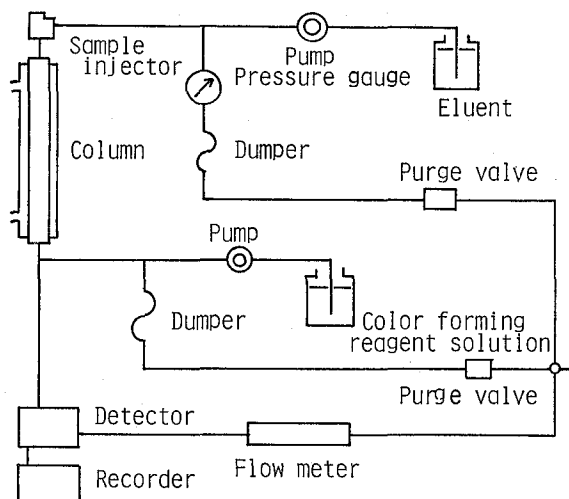 Sample
injector
Pump
Pressure gauge
Eluent
Column
Dumper
Purge valve
Pump
Dumper
Color forming
reagent solution
Purge valve
Detector
Flow meter
Recorder